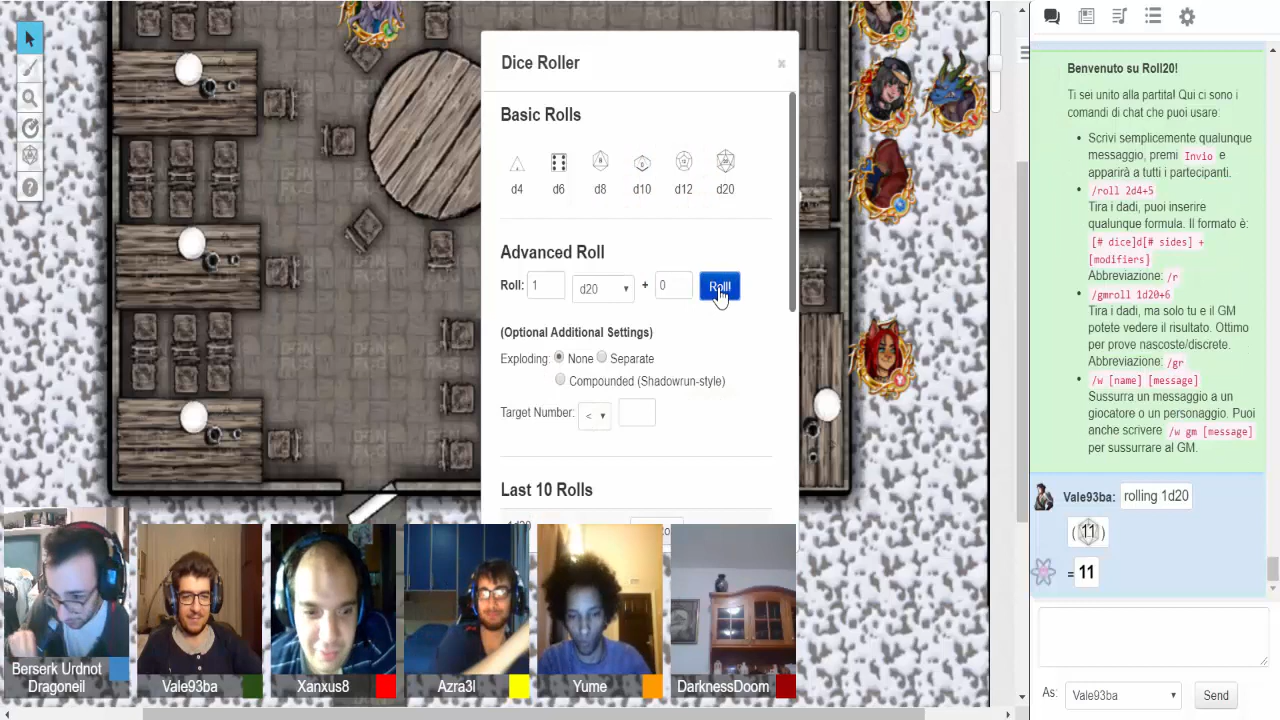 Dice Roller
×
Basic Rolls
d4 d6 d8 d10 d12 d20
Advanced Roll
Roll: 1 d20 + 0 Roll!
(Optional Additional Settings)
Exploding: None Separate
Compounded (Shadowrun-style)
Target Number: <
Last 10 Rolls
Benvenuto su Roll20!
Ti sei unito alla partita! Qui ci sono i
comandi di chat che puoi usare:
• Scrivi semplicemente qualunque
messaggio, premi Invio e
apparirà a tutti i partecipanti.
• /roll 2d4+5
Tira i dadi, puoi inserire
qualunque formula. Il formato è:
[# dice]d[# sides] +
[modifiers]
Abbreviazione: /r
• /gmroll 1d20+6
Tira i dadi, ma solo tu e il GM
potete vedere il risultato. Ottimo
per prove nascoste/discrete.
Abbreviazione: /gr
• /w [name] [message]
Sussurra un messaggio a un
giocatore o un personaggio. Puoi
anche scrivere /w gm [message]
per sussurrare al GM.
Vale93ba: rolling 1d20
(11)
= 11
As: Vale93ba Send
Berserk Urdnot
Dragoneil
Vale93ba
Xanxus8
Azra3l
Yume
DarknessDoom